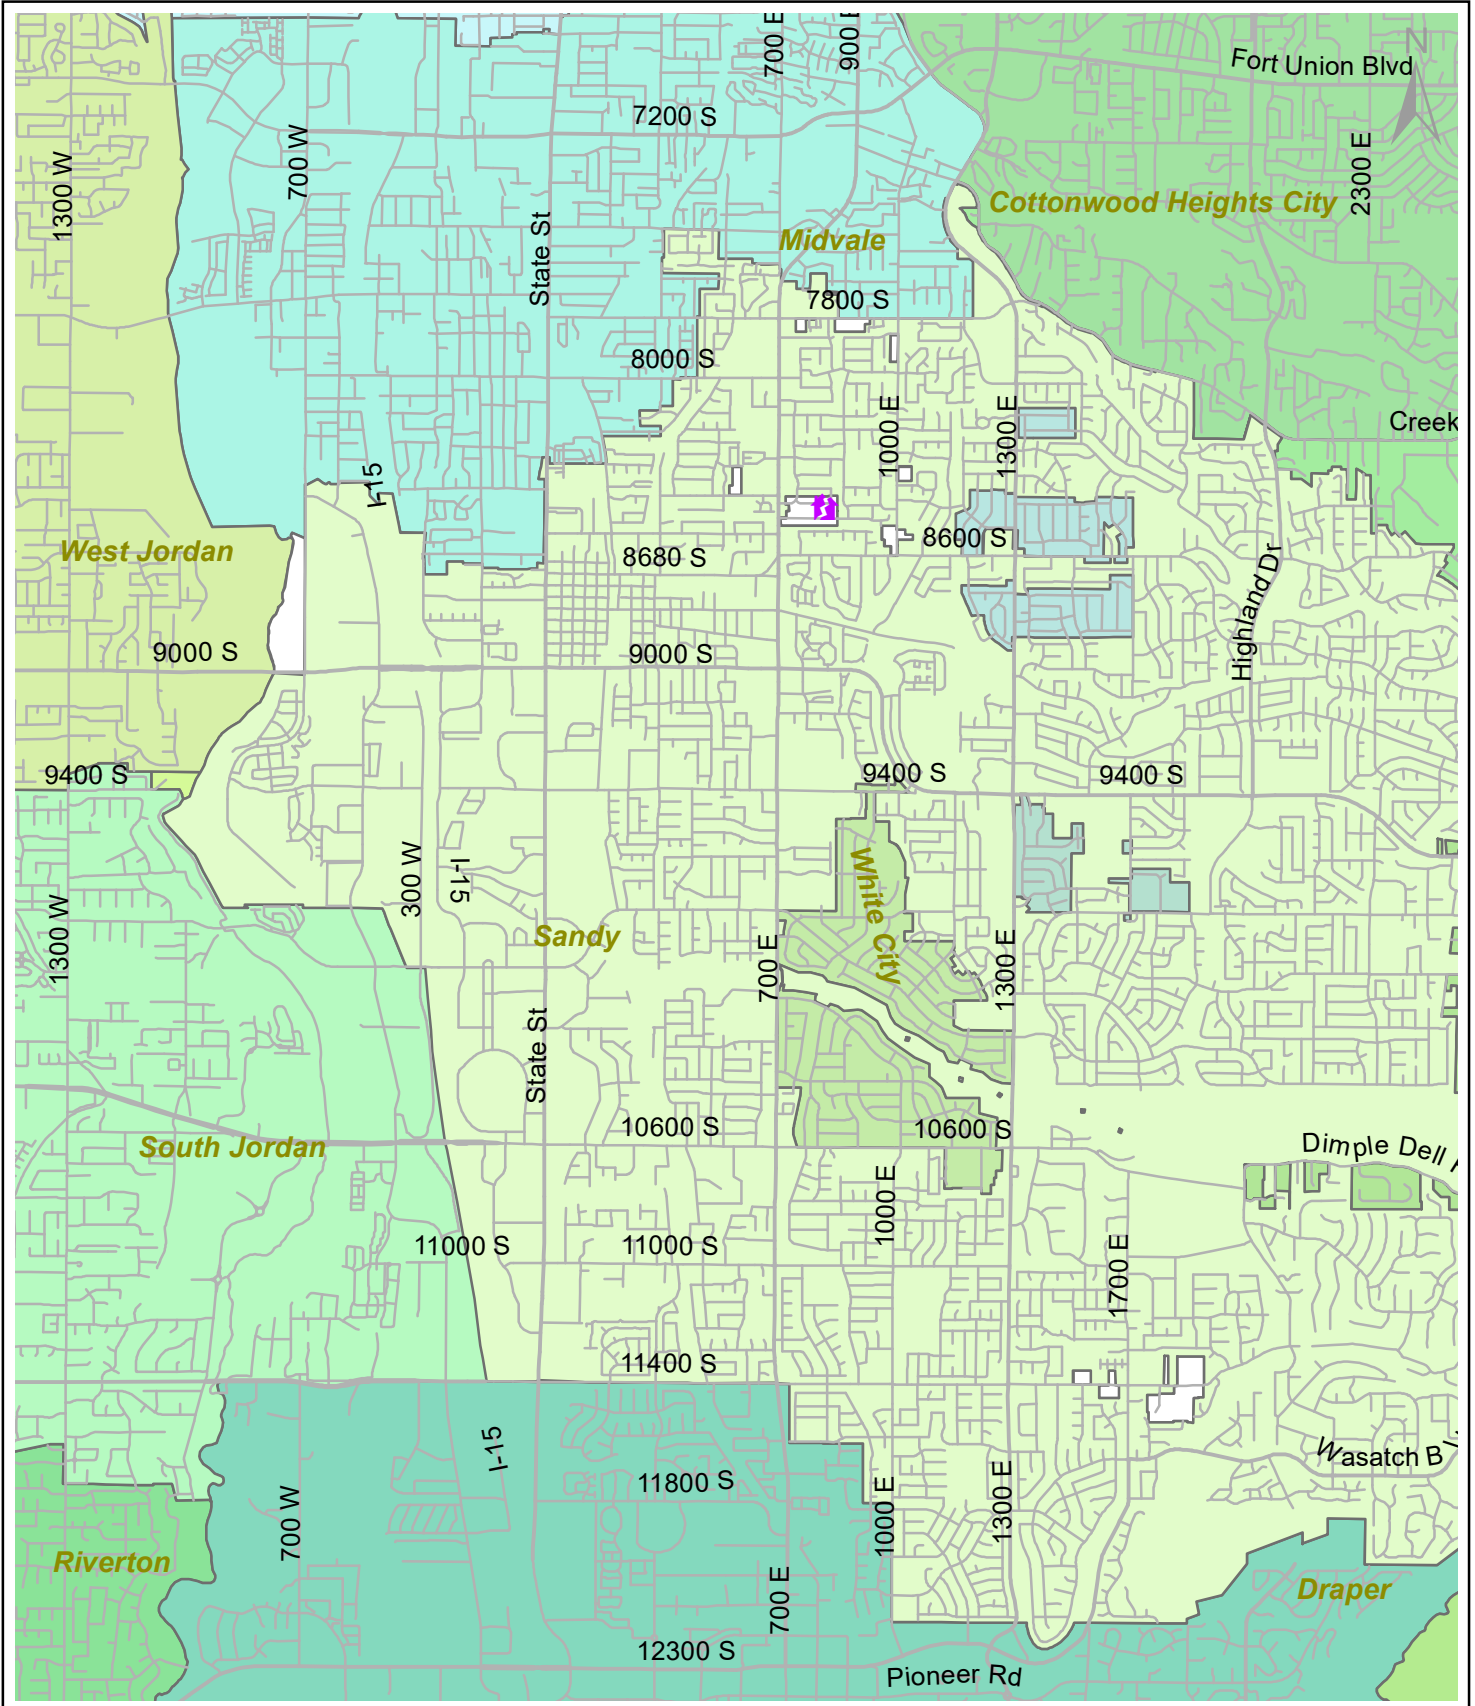 700 E
900 E
N
Fort Union Blvd
7200 S
1300 W
700 W
2300 E
Cottonwood Heights City
State St
Midvale
7800 S
8000 S
1000 E
1300 E
Creek
I-15
8600 S
West Jordan
8680 S
Highland Dr
9000 S
9000 S
9400 S
9400 S
9400 S
300 W
I-15
White City
1300 W
Sandy
700 E
1300 E
State St
10600 S
10600 S
South Jordan
Dimple Dell
1000 E
11000 S
11000 S
1700 E
11400 S
I-15
Wasatch B
11800 S
700 W
1000 E
1300 E
Riverton
700 E
Draper
12300 S
Pioneer Rd